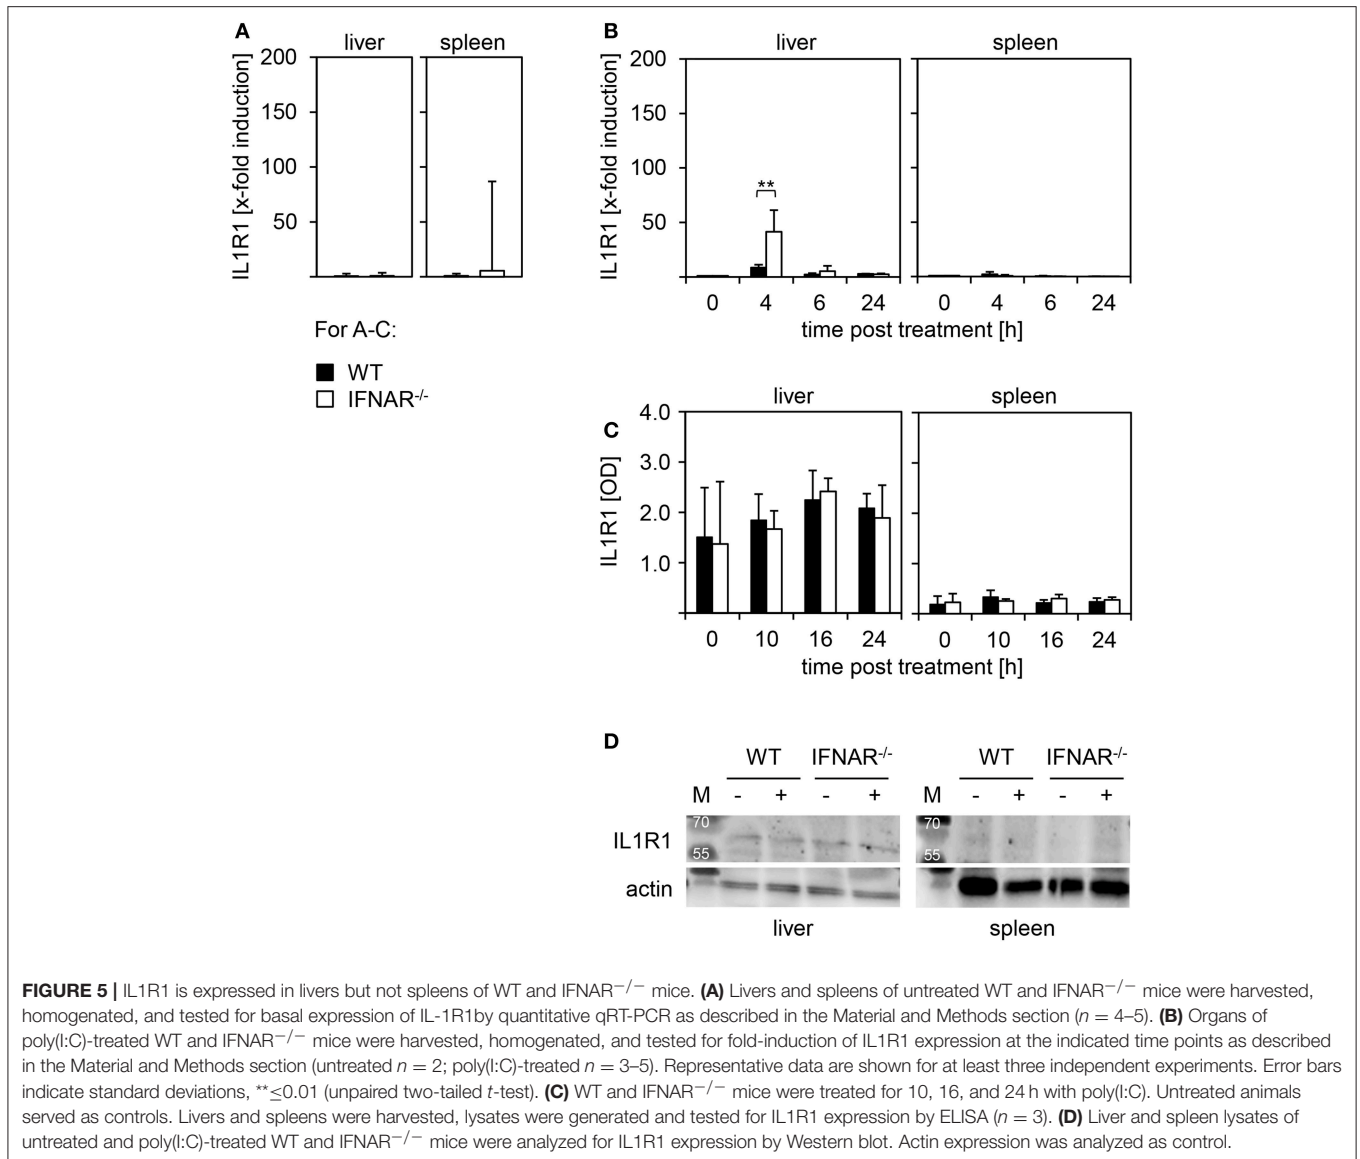 A
liver
spleen
IL1R1 [x-fold induction]
200
150
100
50
For A-C:
WT
IFNAR-/-
B
liver
spleen
IL1R1 [x-fold induction]
200
150
100
50
**
0 4 6 24
0 4 6 24
time post treatment [h]
C
liver
spleen
IL1R1 [OD]
4.0
3.0
2.0
1.0
0 10 16 24
0 10 16 24
time post treatment [h]
D
WT IFNAR-/-
M - + - +
70
55
IL1R1
actin
liver
WT IFNAR-/-
M - + - +
70
55
spleen
FIGURE 5 | IL1R1 is expressed in livers but not spleens of WT and IFNAR−/− mice. (A) Livers and spleens of untreated WT and IFNAR−/− mice were harvested,
homogenated, and tested for basal expression of IL-1R1by quantitative qRT-PCR as described in the Material and Methods section (n = 4–5). (B) Organs of
poly(I:C)-treated WT and IFNAR−/− mice were harvested, homogenated, and tested for fold-induction of IL1R1 expression at the indicated time points as described
in the Material and Methods section (untreated n = 2; poly(I:C)-treated n = 3–5). Representative data are shown for at least three independent experiments. Error bars
indicate standard deviations, **≤0.01 (unpaired two-tailed t-test). (C) WT and IFNAR−/− mice were treated for 10, 16, and 24 h with poly(I:C). Untreated animals
served as controls. Livers and spleens were harvested, lysates were generated and tested for IL1R1 expression by ELISA (n = 3). (D) Liver and spleen lysates of
untreated and poly(I:C)-treated WT and IFNAR−/− mice were analyzed for IL1R1 expression by Western blot. Actin expression was analyzed as control.